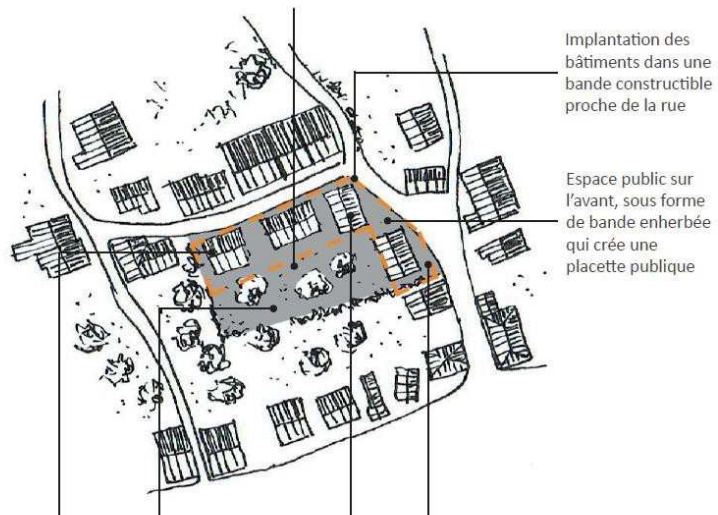 Implantation des
bâtiments dans une
bande constructible
proche de la rue
Espace public sur
l'avant, sous forme
de bande enherbée
qui crée une
placette publique